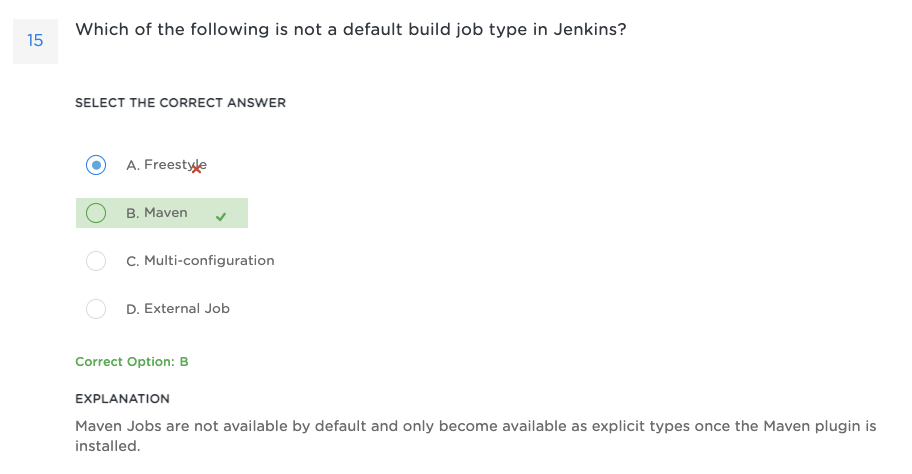 15
Which of the following is not a default build job type in Jenkins?
SELECT THE CORRECT ANSWER
A. Freestyle
B. Maven
C. Multi-configuration
D. External Job
Correct Option: B
EXPLANATION
Maven Jobs are not available by default and only become available as explicit types once the Maven plugin is
installed.